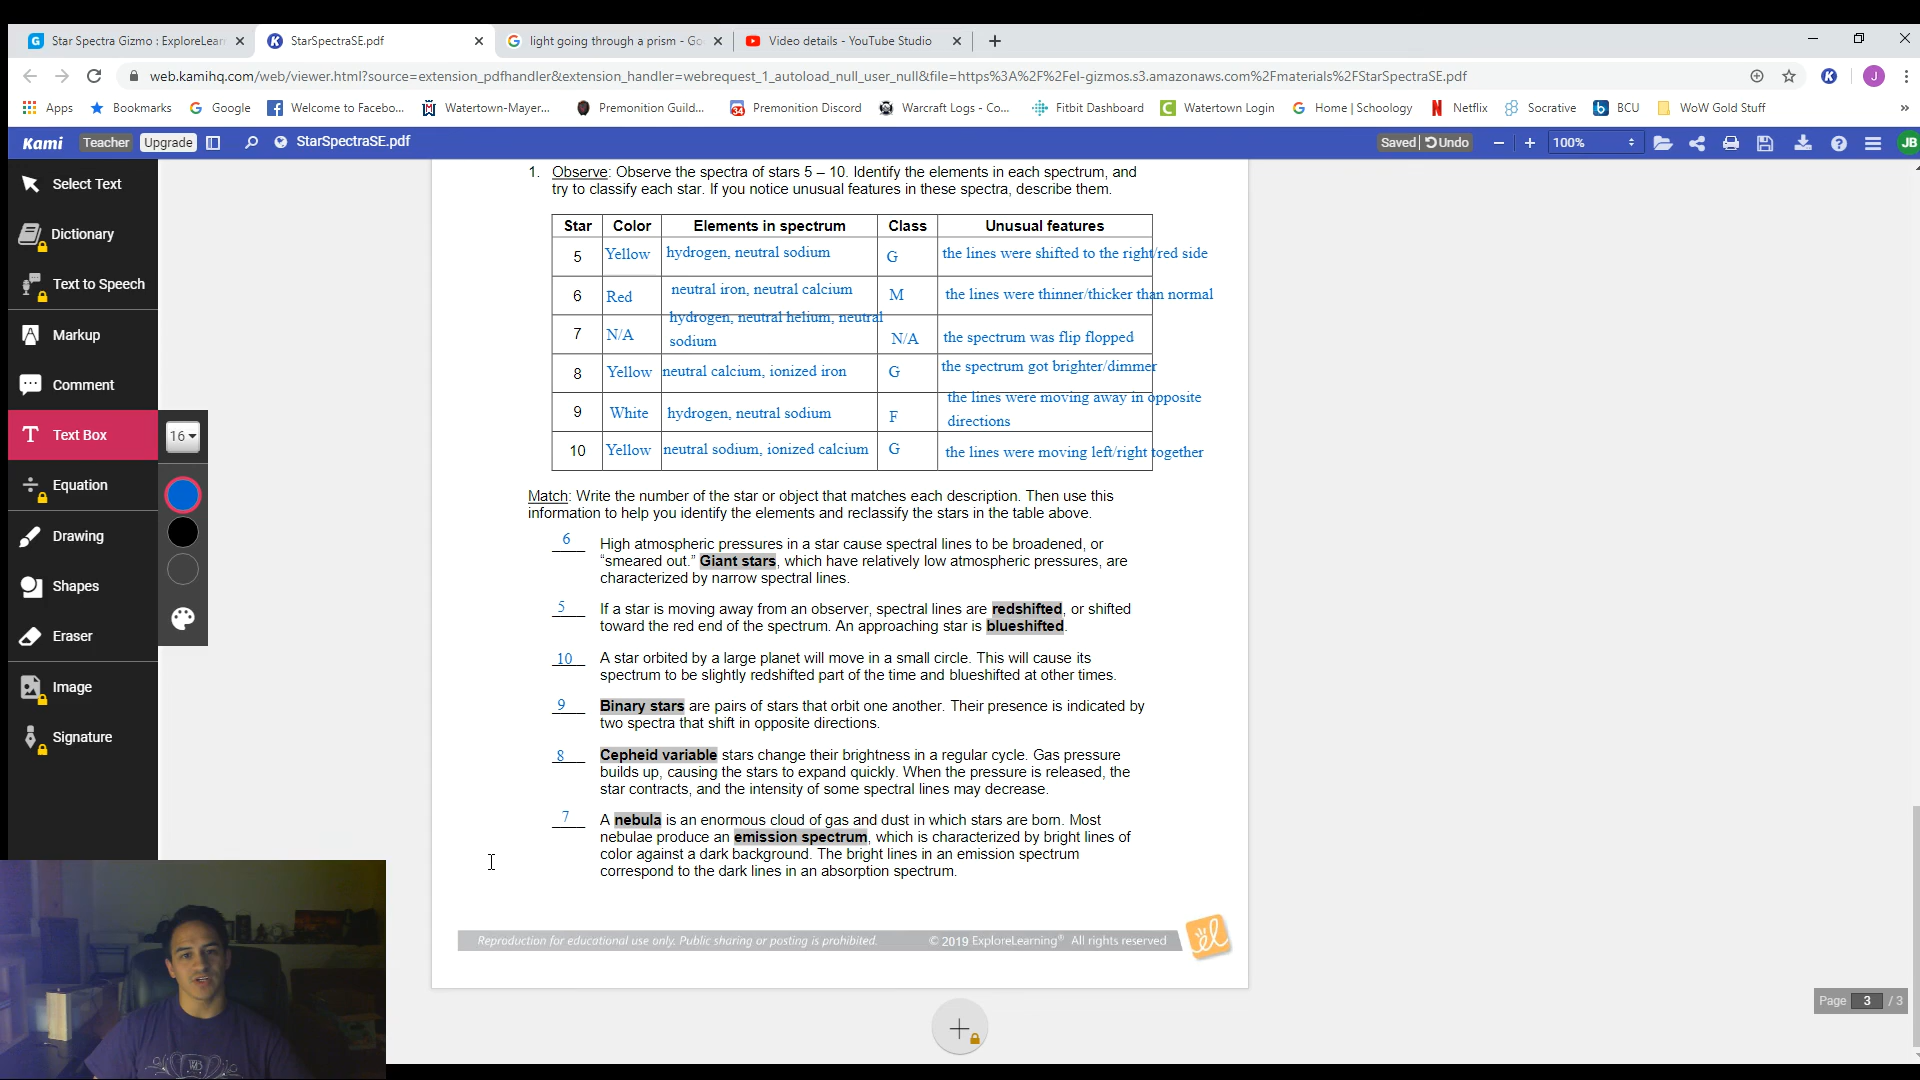 Star Spectra Gizmo : ExploreLear
StarSpectraSE.pdf
light going through a prism - Go
Video details - YouTube Studio
web.kamihq.com/web/viewer.html?source=extension_pdfhandler&extension_handler=webrequest_1_autoload_null_user_null&file=https%3A%2F%2Fel-gizmos.s3.amazonaws.com%2Fmaterials%2FStarSpectraSE.pdf
Apps Bookmarks Google Welcome to Facebo... Watertown-Mayer... Premonition Guild... Premonition Discord Warcraft Logs - Co... Fitbit Dashboard Watertown Login Home | Schoology Netflix Socrative BCU WoW Gold Stuff
Kami Teacher Upgrade StarSpectraSE.pdf Saved Undo 100% JB
Select Text
Dictionary
Text to Speech
Markup
Comment
Text Box
16
Equation
Drawing
Shapes
Eraser
Image
Signature
1. Observe: Observe the spectra of stars 5 – 10. Identify the elements in each spectrum, and
try to classify each star. If you notice unusual features in these spectra, describe them.
Star Color Elements in spectrum Class Unusual features
5 Yellow hydrogen, neutral sodium G the lines were shifted to the right/red side
6 Red neutral iron, neutral calcium M the lines were thinner/thicker than normal
7 N/A hydrogen, neutral helium, neutral
sodium N/A the spectrum was flip flopped
8 Yellow neutral calcium, ionized iron G the spectrum got brighter/dimmer
9 White hydrogen, neutral sodium F the lines were moving away in opposite
directions
10 Yellow neutral sodium, ionized calcium G the lines were moving left/right together
Match: Write the number of the star or object that matches each description. Then use this
information to help you identify the elements and reclassify the stars in the table above.
6 High atmospheric pressures in a star cause spectral lines to be broadened, or
“smeared out.” Giant stars, which have relatively low atmospheric pressures, are
characterized by narrow spectral lines.
5 If a star is moving away from an observer, spectral lines are redshifted, or shifted
toward the red end of the spectrum. An approaching star is blueshifted.
10 A star orbited by a large planet will move in a small circle. This will cause its
spectrum to be slightly redshifted part of the time and blueshifted at other times.
9 Binary stars are pairs of stars that orbit one another. Their presence is indicated by
two spectra that shift in opposite directions.
8 Cepheid variable stars change their brightness in a regular cycle. Gas pressure
builds up, causing the stars to expand quickly. When the pressure is released, the
star contracts, and the intensity of some spectral lines may decrease.
7 A nebula is an enormous cloud of gas and dust in which stars are born. Most
nebulae produce an emission spectrum, which is characterized by bright lines of
color against a dark background. The bright lines in an emission spectrum
correspond to the dark lines in an absorption spectrum.
Reproduction for educational use only. Public sharing or posting is prohibited. © 2019 ExploreLearning® All rights reserved
el
Page 3 / 3